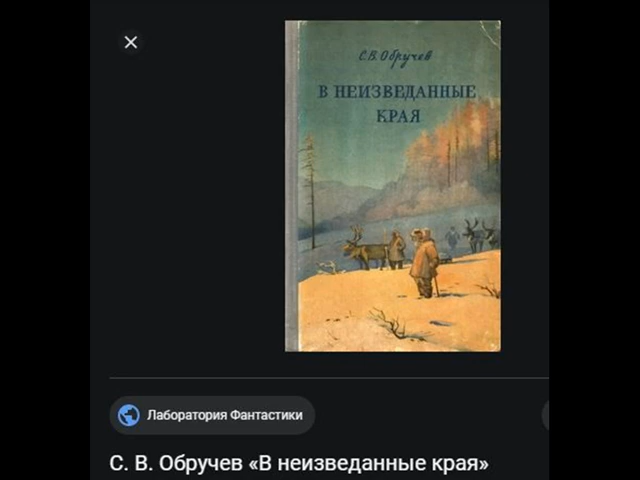 С. В. Обручев
В НЕИЗВЕДАННЫЕ
КРАЯ
Лаборатория Фантастики
С. В. Обручев «В неизведанные края»